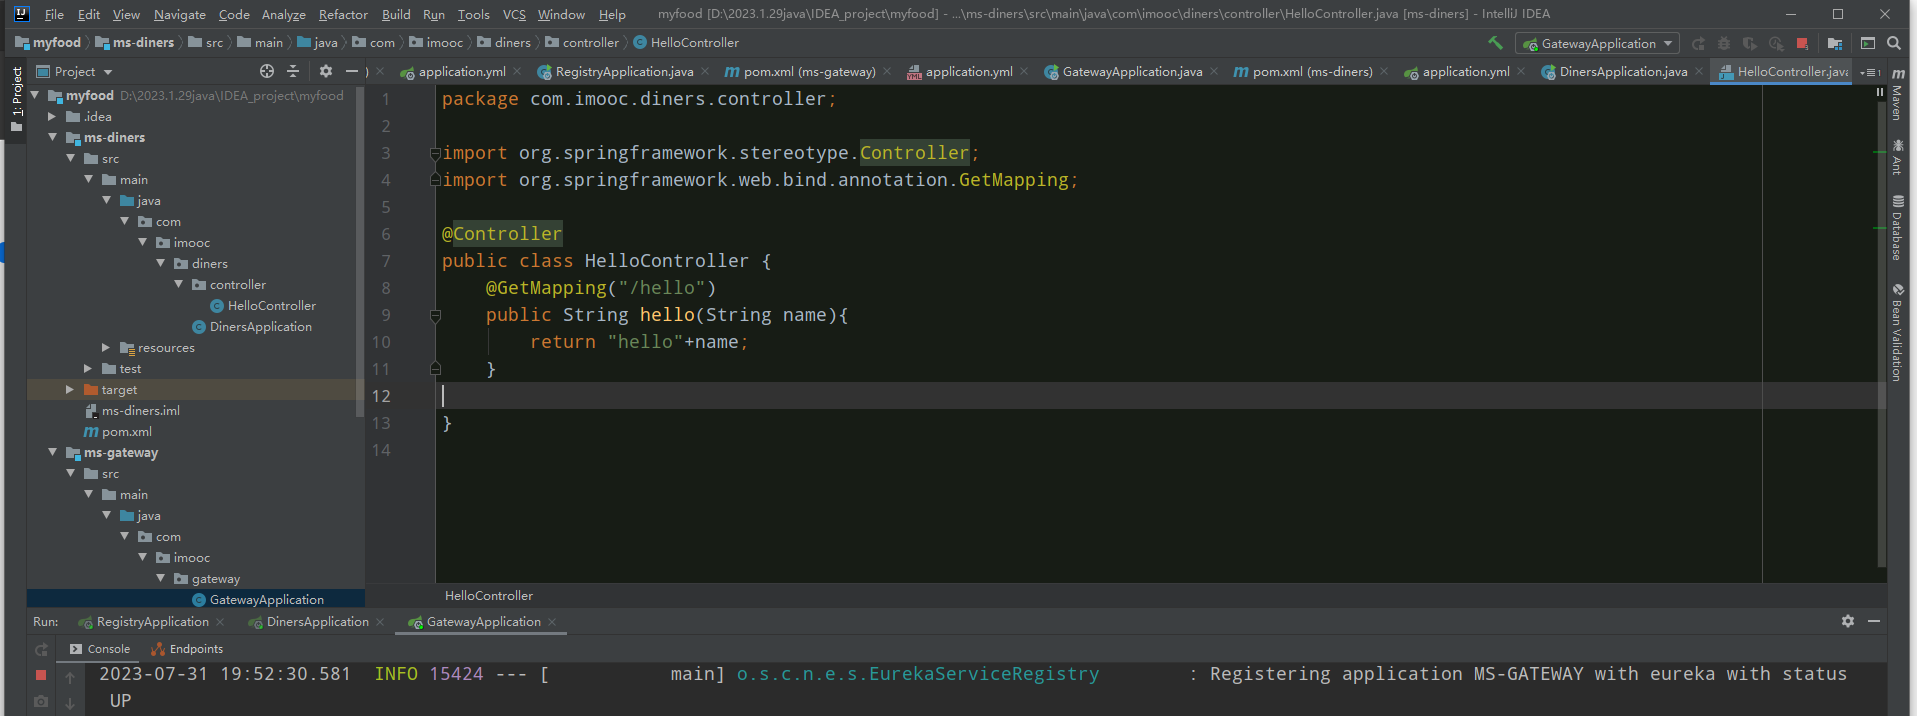 File Edit View Navigate Code Analyze Refactor Build Run Tools VCS Window Help myfood [D:\2023.1.29java\IDEA_project\myfood] - ...\ms-diners\src\main\java\com\imooc\diners\controller\HelloController.java [ms-diners] - IntelliJ IDEA
myfood ms-diners src main java com imooc diners controller HelloController GatewayApplication
Project application.yml RegistryApplication.java pom.xml (ms-gateway) application.yml GatewayApplication.java pom.xml (ms-diners) application.yml DinersApplication.java HelloController.java
1: Project
myfood D:\2023.1.29java\IDEA_project\myfood
.idea
ms-diners
src
main
java
com
imooc
diners
controller
HelloController
DinersApplication
resources
test
target
ms-diners.iml
pom.xml
ms-gateway
src
main
java
com
imooc
gateway
GatewayApplication
1 package com.imooc.diners.controller;
2
3 import org.springframework.stereotype.Controller;
4 import org.springframework.web.bind.annotation.GetMapping;
5
6 @Controller
7 public class HelloController {
8 @GetMapping("/hello")
9 public String hello(String name){
10 return "hello"+name;
11 }
12
13 }
14
HelloController
Maven
Ant
Database
Bean Validation
Run: RegistryApplication DinersApplication GatewayApplication
Console Endpoints
2023-07-31 19:52:30.581 INFO 15424 --- [ main] o.s.c.n.e.s.EurekaServiceRegistry : Registering application MS-GATEWAY with eureka with status
UP